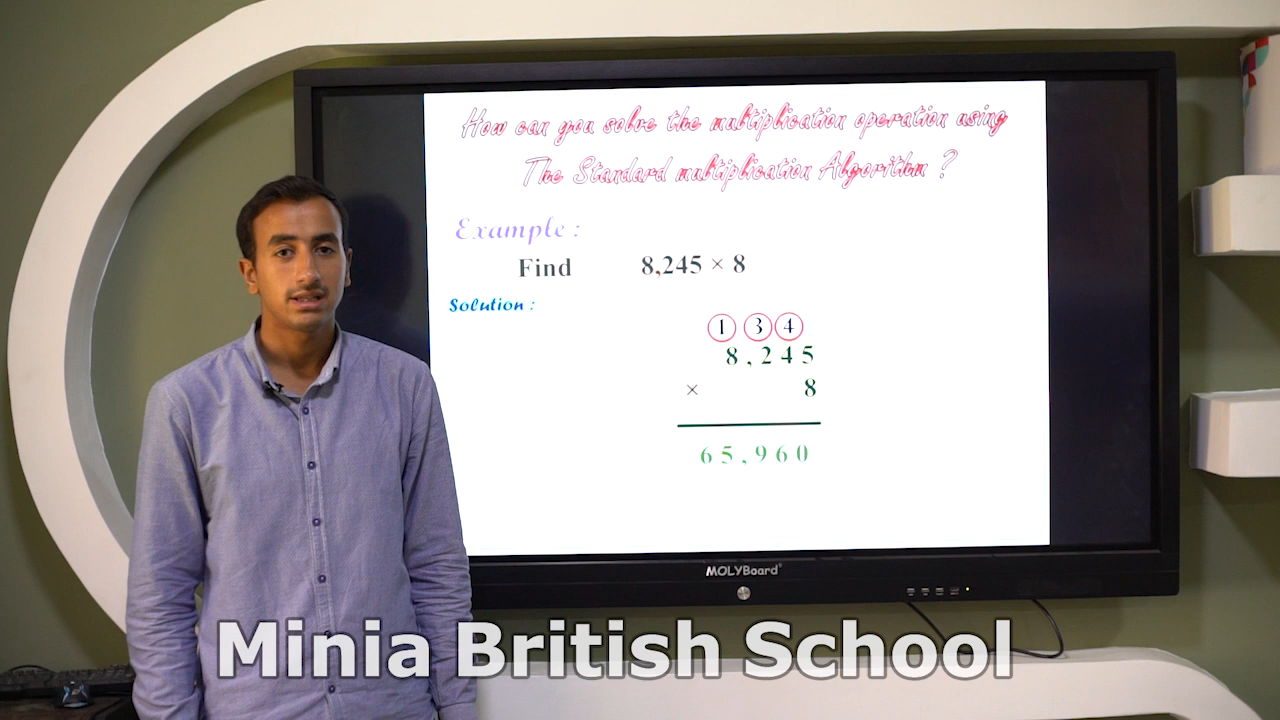 How can you solve the multiplication operation using
The Standard multiplication Algorithm ?
Example :
Find 8,245 × 8
Solution :
1 3 4
8,245
× 8
65,960
MOLYBoard
Minia British School